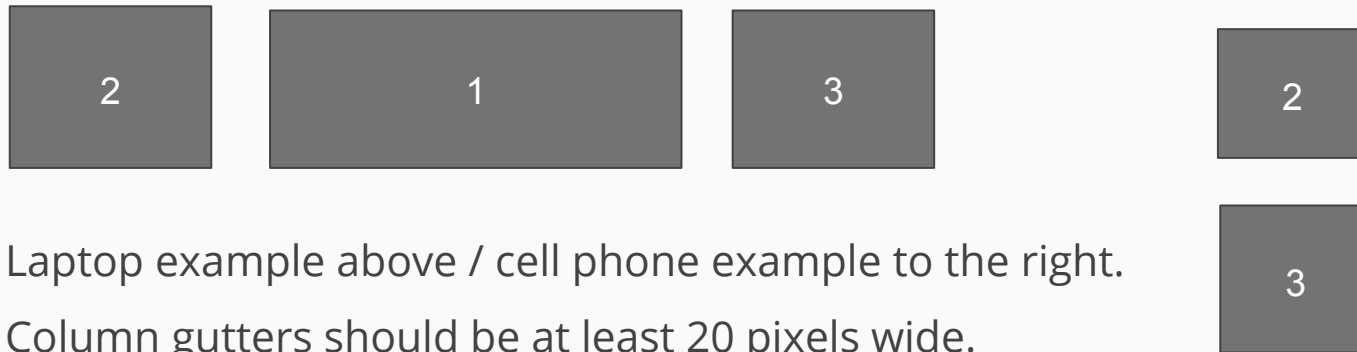 2
1
3
2
Laptop example above / cell phone example to the right.
3
Column gutters should be at least 20 pixels wide.